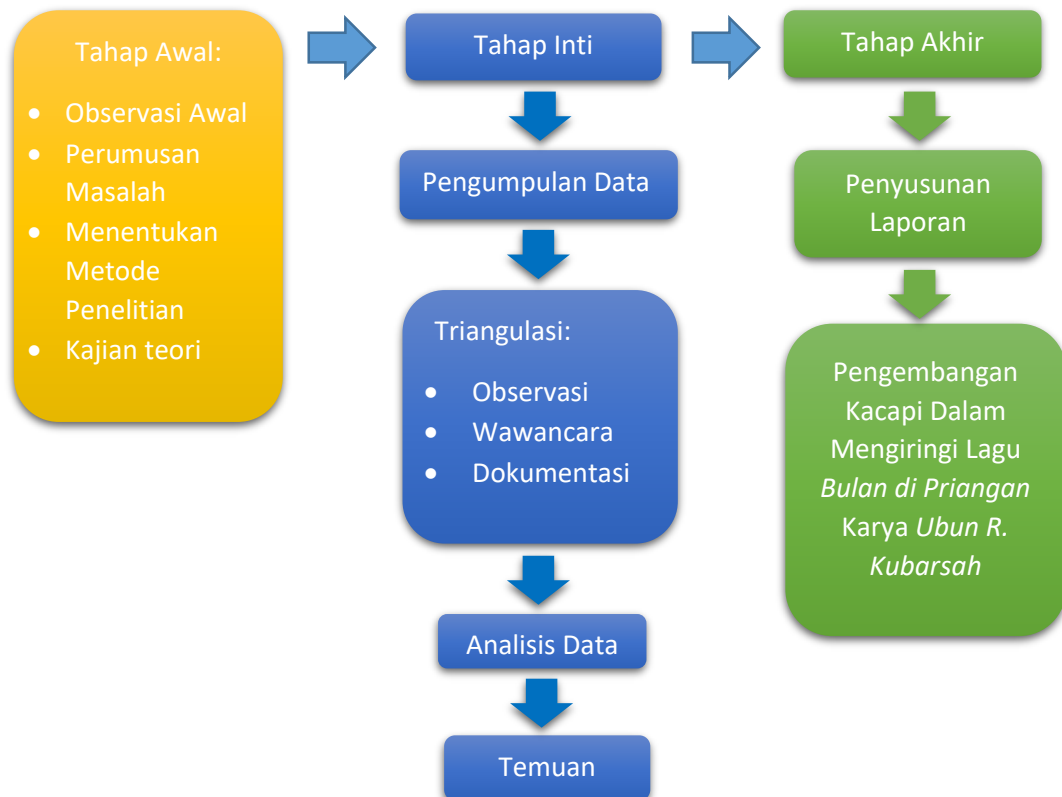 Tahap Awal:
• Observasi Awal
• Perumusan
Masalah
• Menentukan
Metode
Penelitian
• Kajian teori
Tahap Inti
Pengumpulan Data
Triangulasi:
• Observasi
• Wawancara
• Dokumentasi
Analisis Data
Temuan
Tahap Akhir
Penyusunan
Laporan
Pengembangan
Kacapi Dalam
Mengiringi Lagu
Bulan di Priangan
Karya Ubun R.
Kubarsah